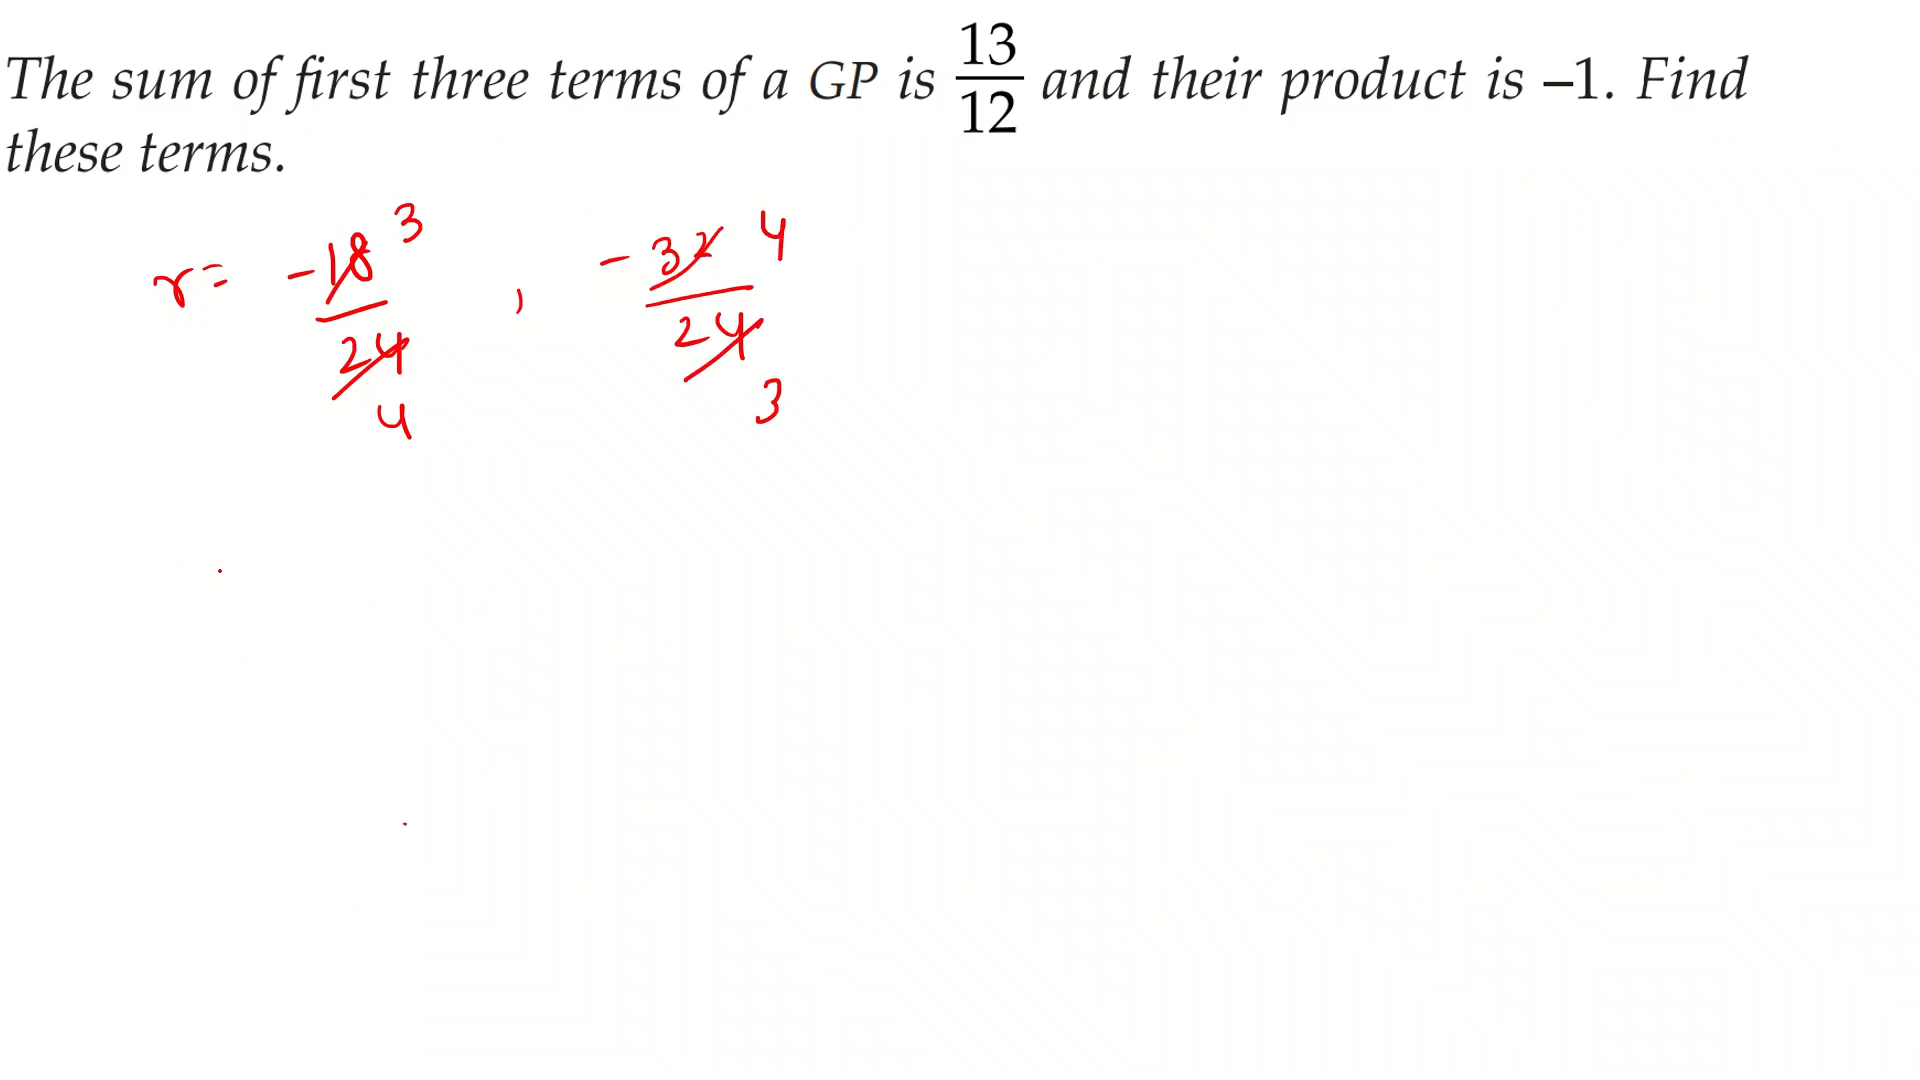 The sum of first three terms of a GP is 13/12 and their product is –1. Find
these terms.
r = -18/24 3/4 , -32/24 4/3